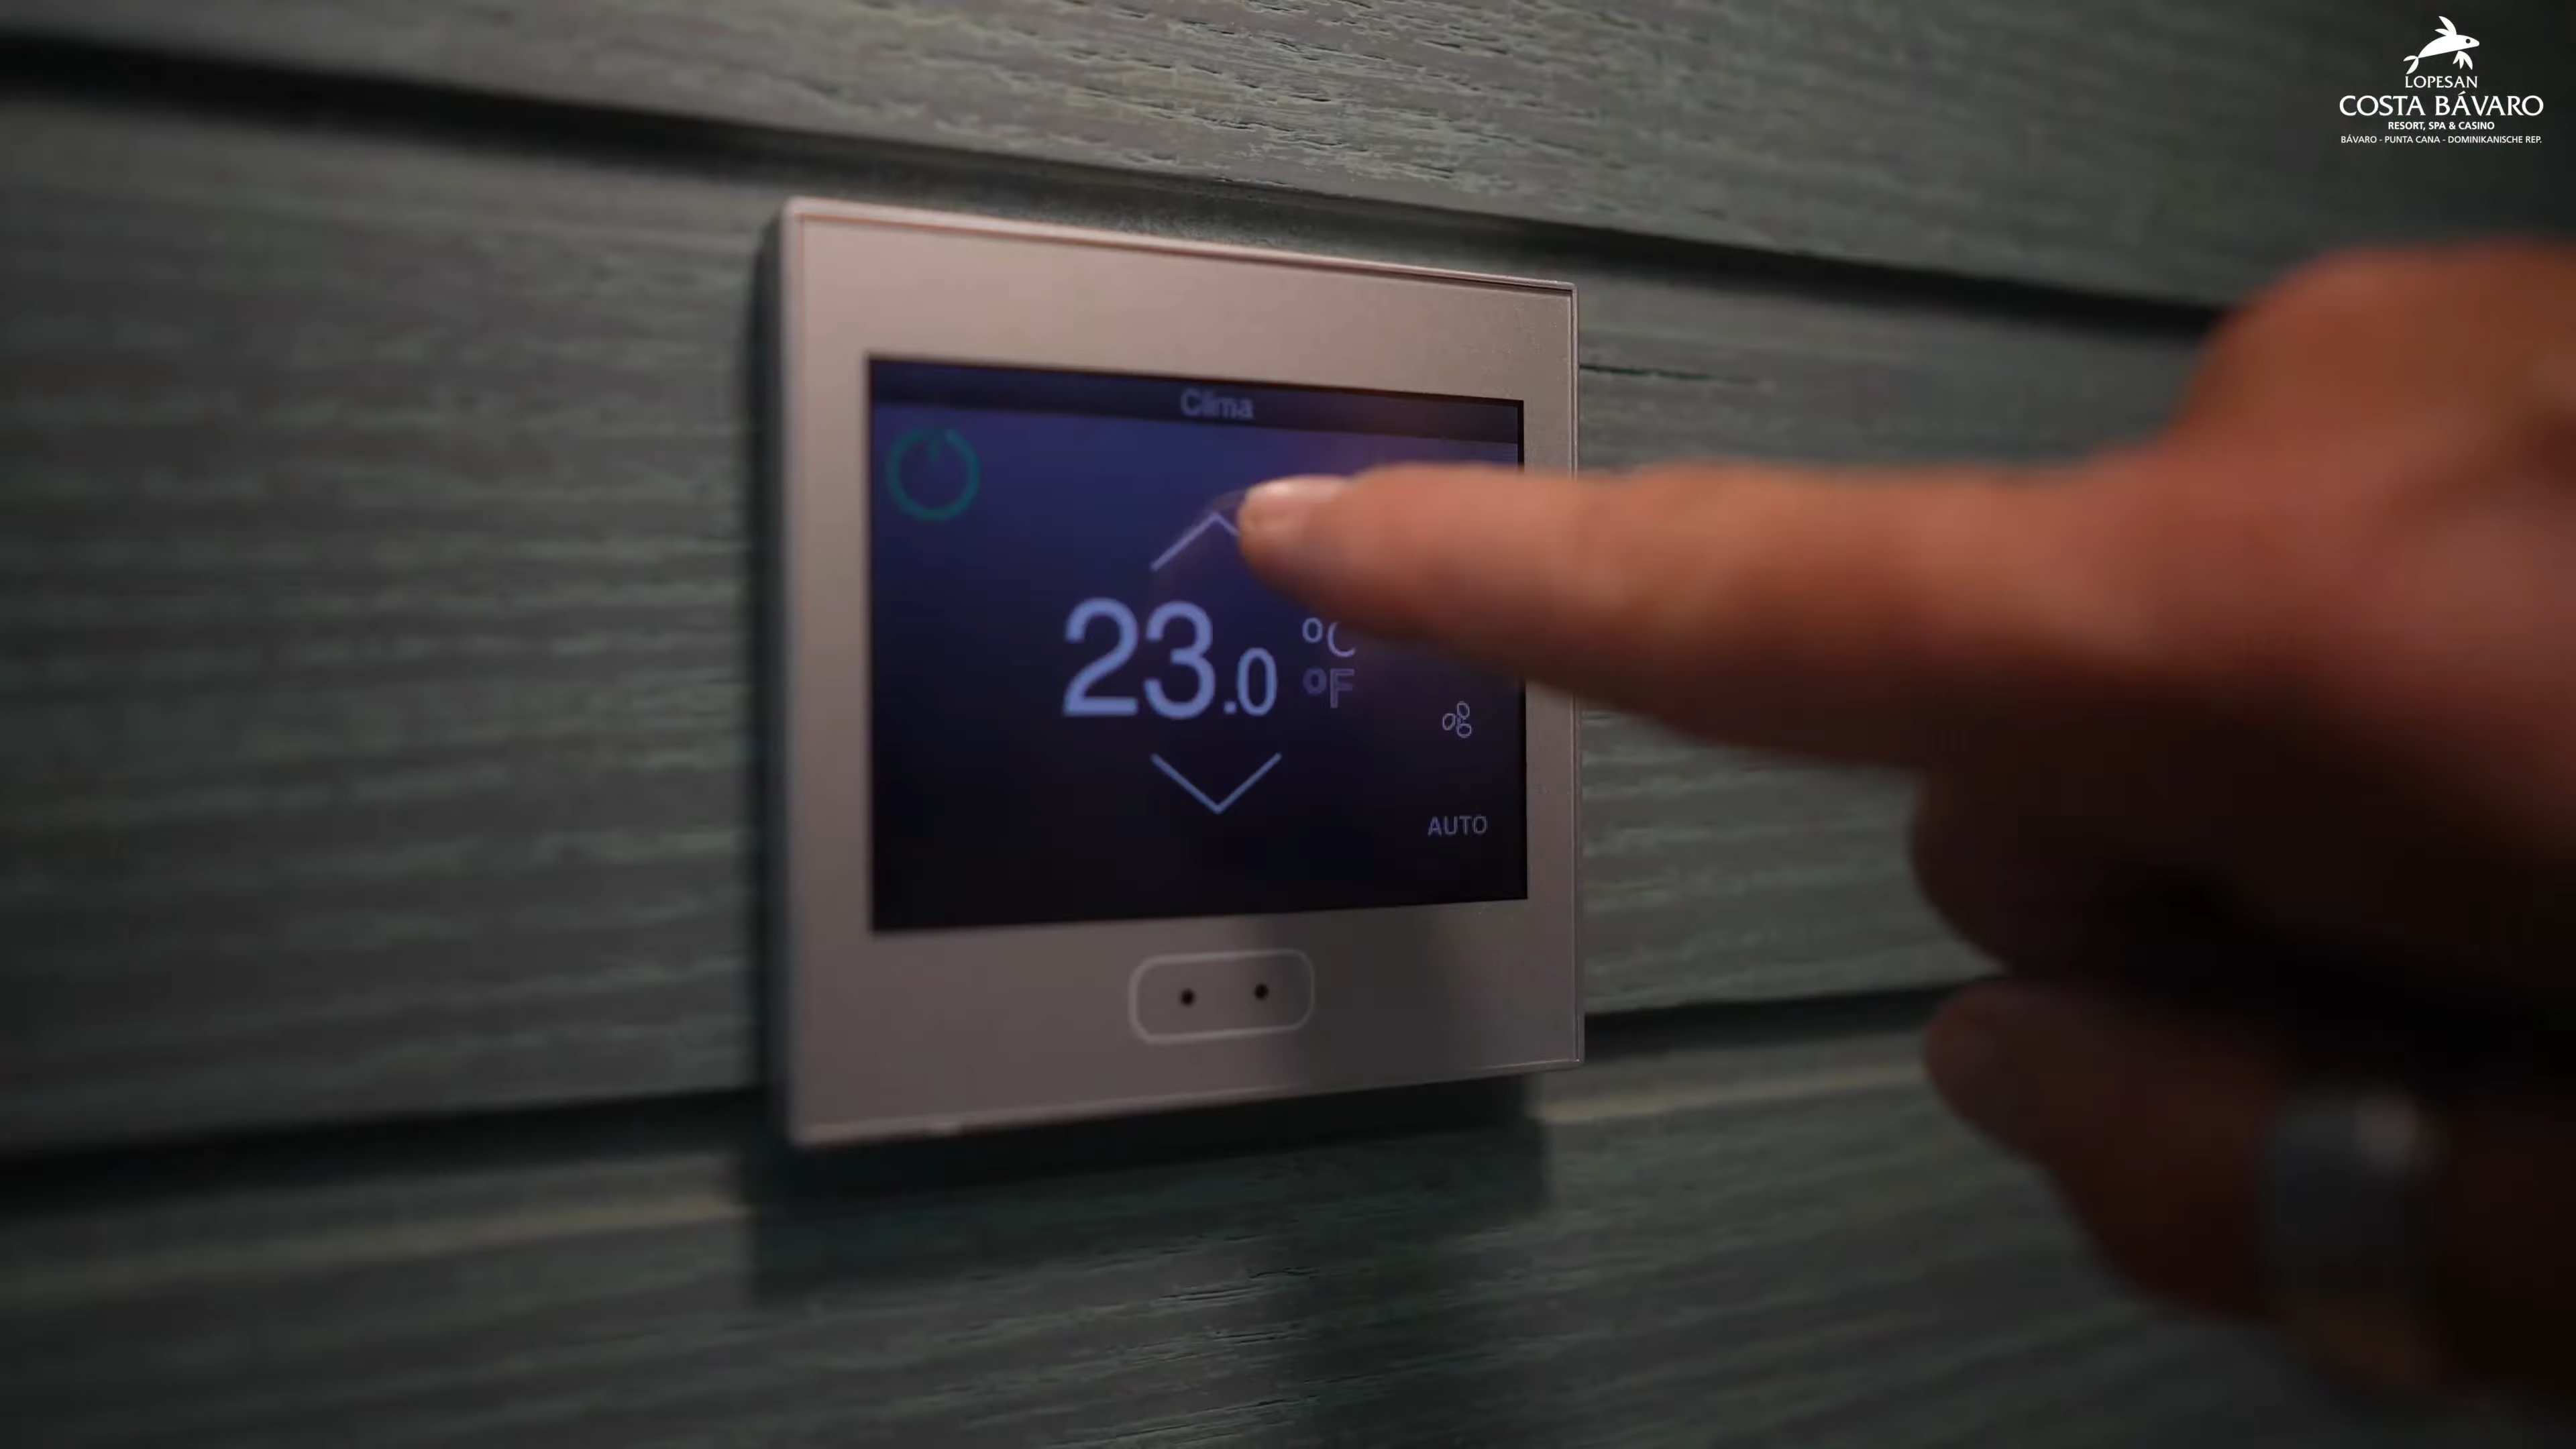 LOPESAN
COSTA BÁVARO
RESORT, SPA & CASINO
BÁVARO - PUNTA CANA - DOMINIKANISCHE REP.
Clima
23.0 °C
°F
AUTO